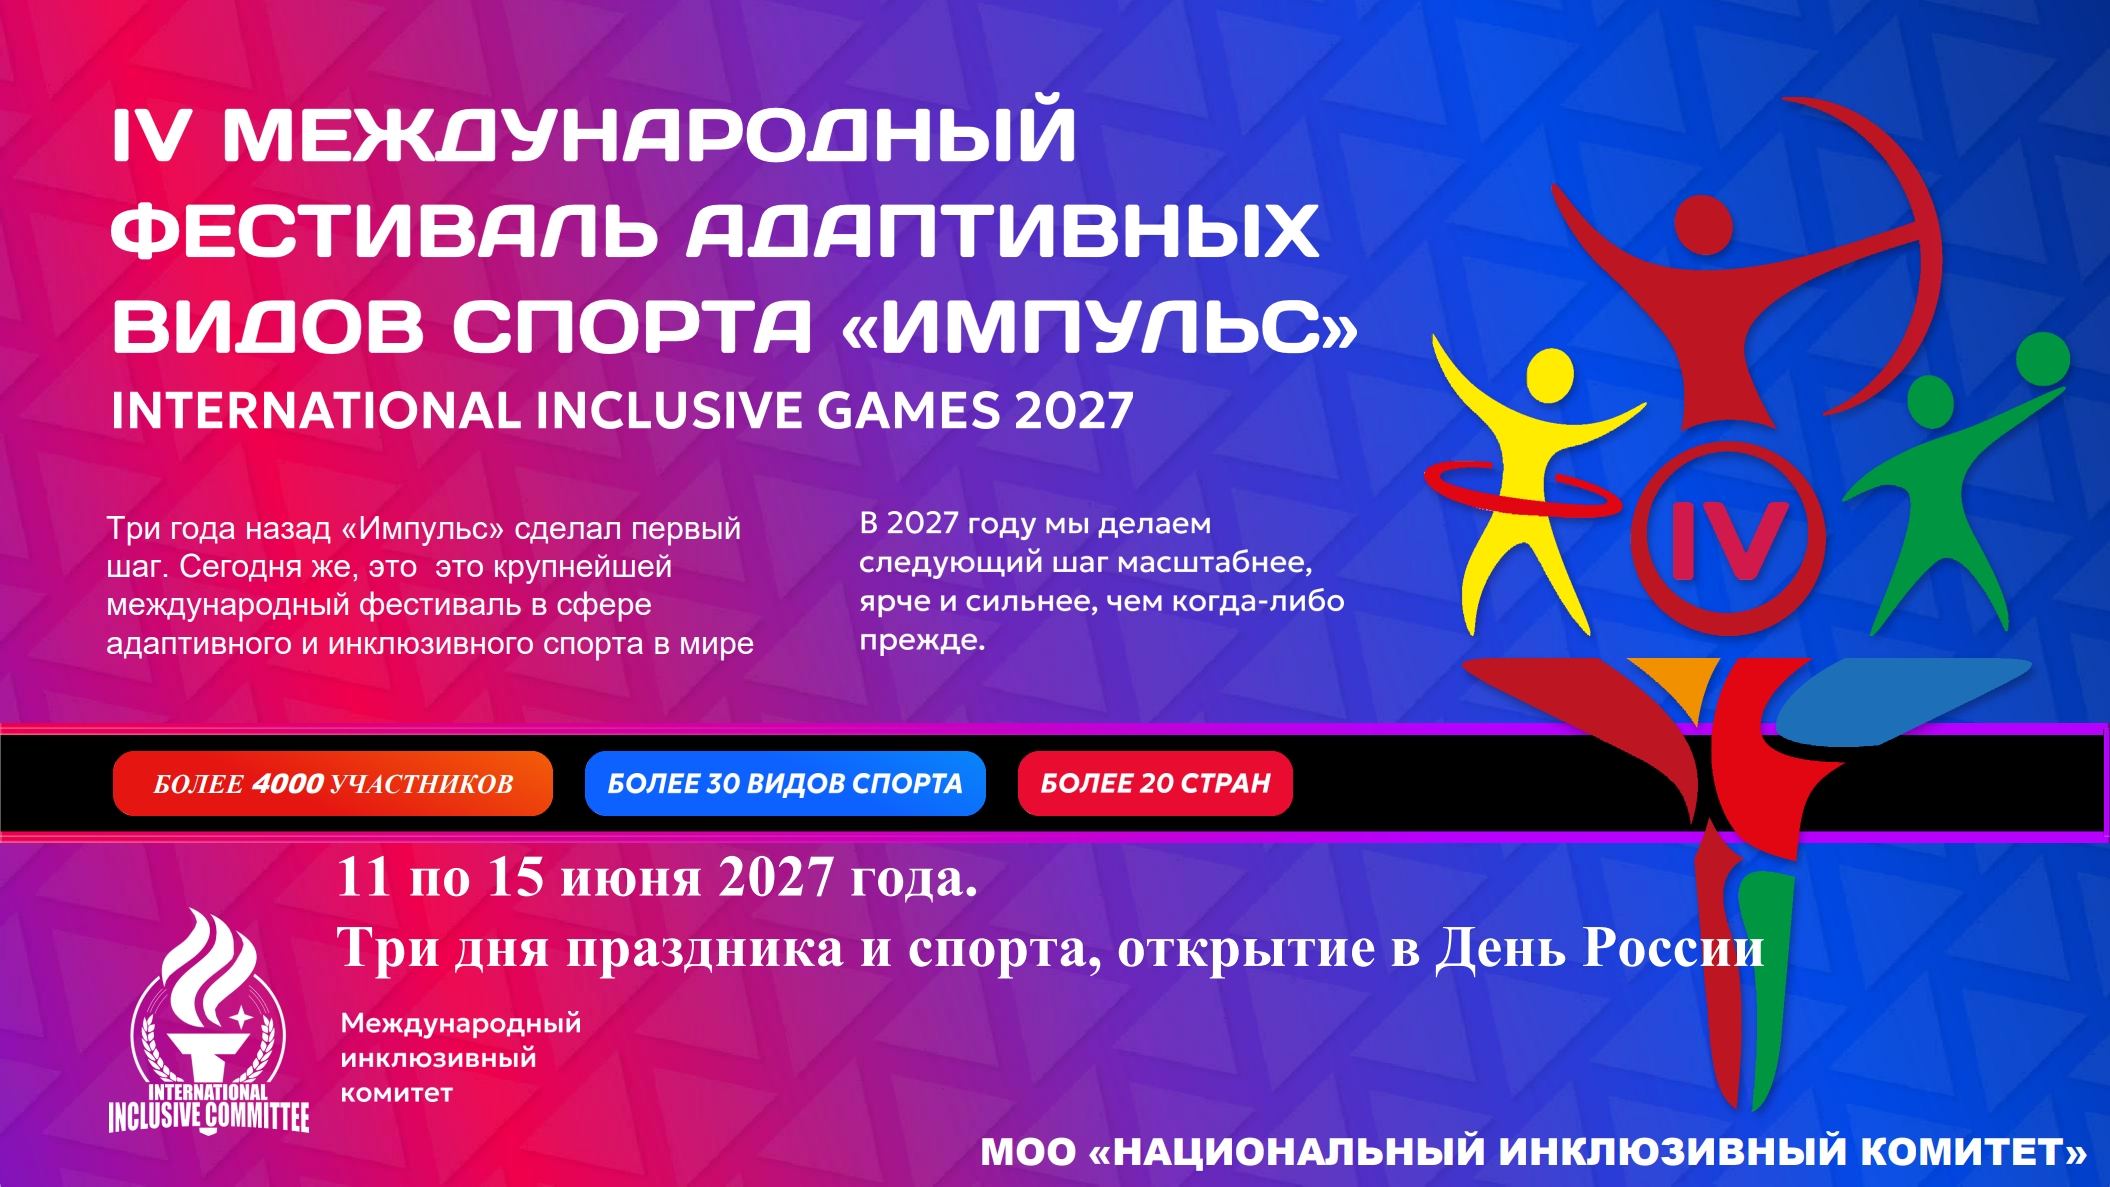 IV МЕЖДУНАРОДНЫЙ
ФЕСТИВАЛЬ АДАПТИВНЫХ
ВИДОВ СПОРТА «ИМПУЛЬС»
INTERNATIONAL INCLUSIVE GAMES 2027
Три года назад «Импульс» сделал первый
шаг. Сегодня же, это  это крупнейшей
международный фестиваль в сфере
адаптивного и инклюзивного спорта в мире
В 2027 году мы делаем
следующий шаг масштабнее,
ярче и сильнее, чем когда-либо
прежде.
IV
БОЛЕЕ 4000 УЧАСТНИКОВ
БОЛЕЕ 30 ВИДОВ СПОРТА
БОЛЕЕ 20 СТРАН
11 по 15 июня 2027 года.
Три дня праздника и спорта, открытие в День России
Международный
инклюзивный
комитет
INTERNATIONAL
INCLUSIVE COMMITTEE
МОО «НАЦИОНАЛЬНЫЙ ИНКЛЮЗИВНЫЙ КОМИТЕТ»